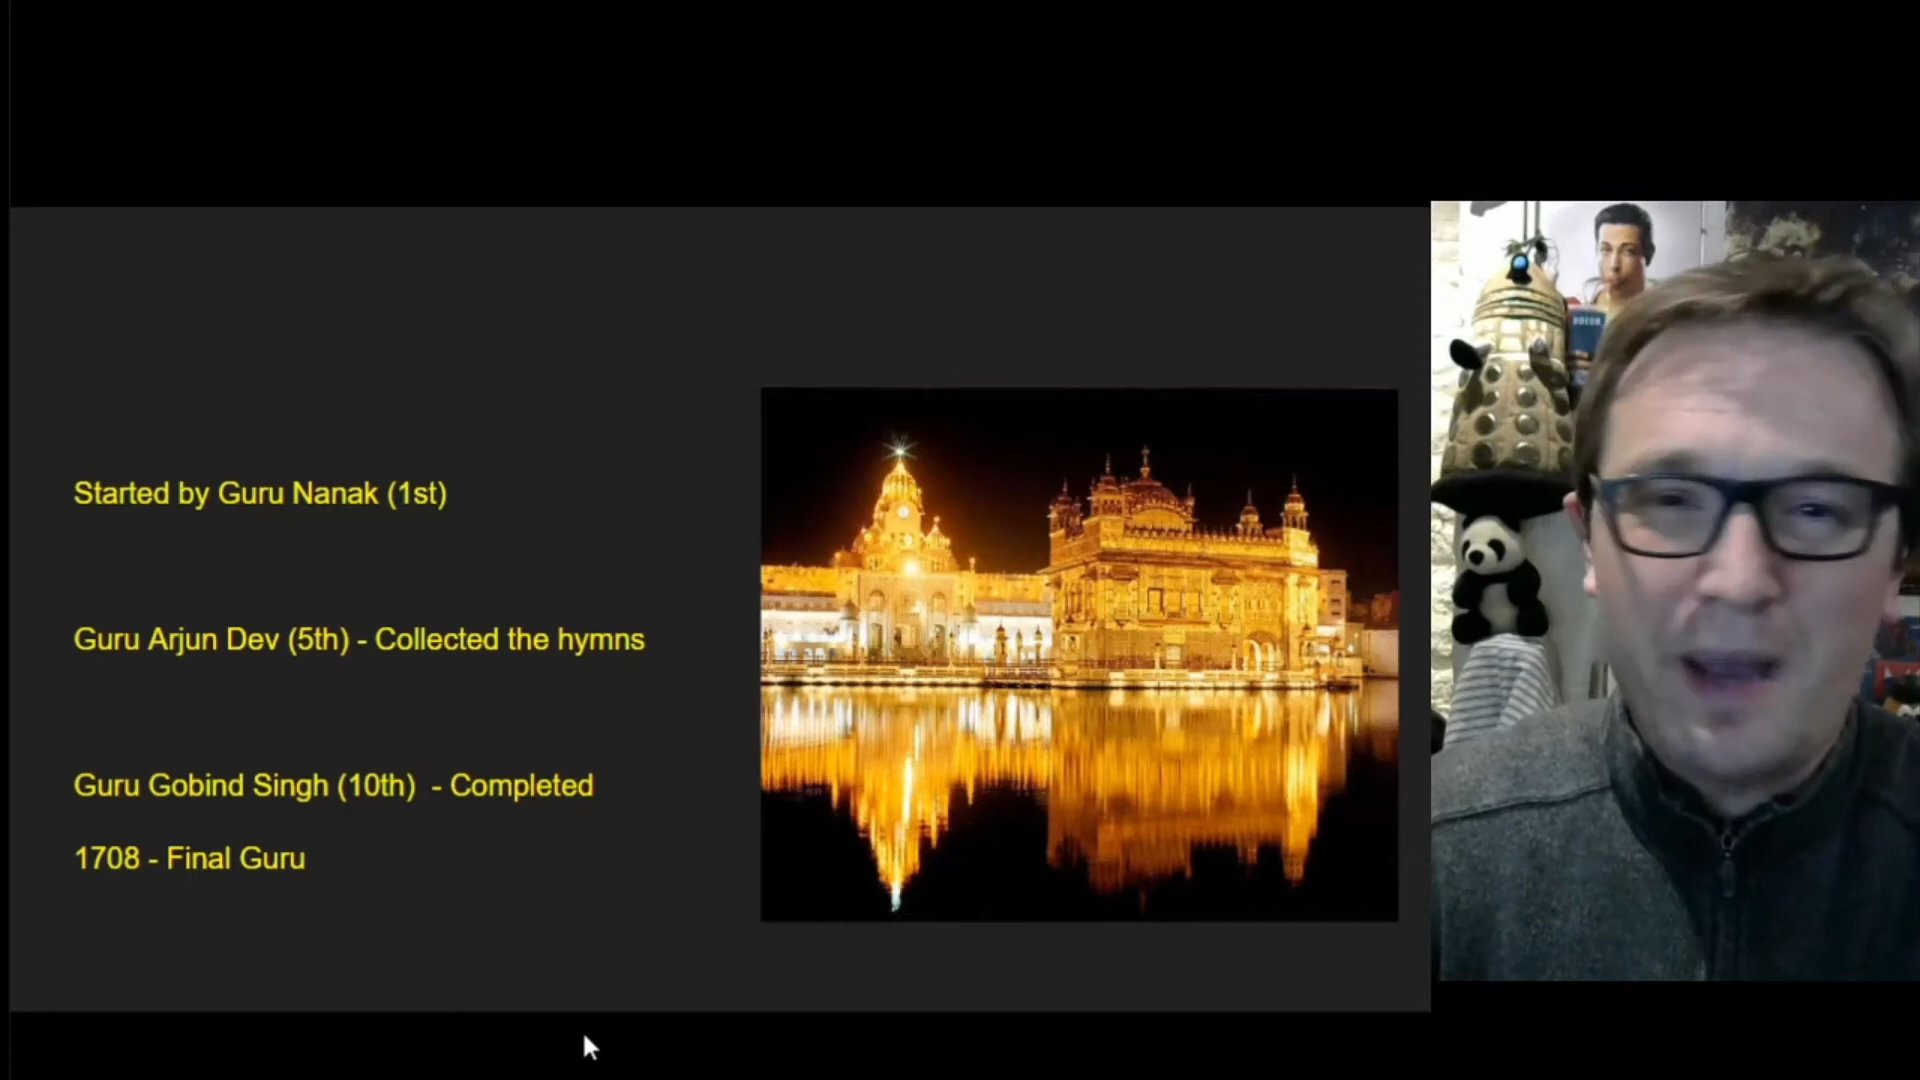 Started by Guru Nanak (1st)
Guru Arjun Dev (5th) - Collected the hymns
Guru Gobind Singh (10th) - Completed
1708 - Final Guru
ODEON